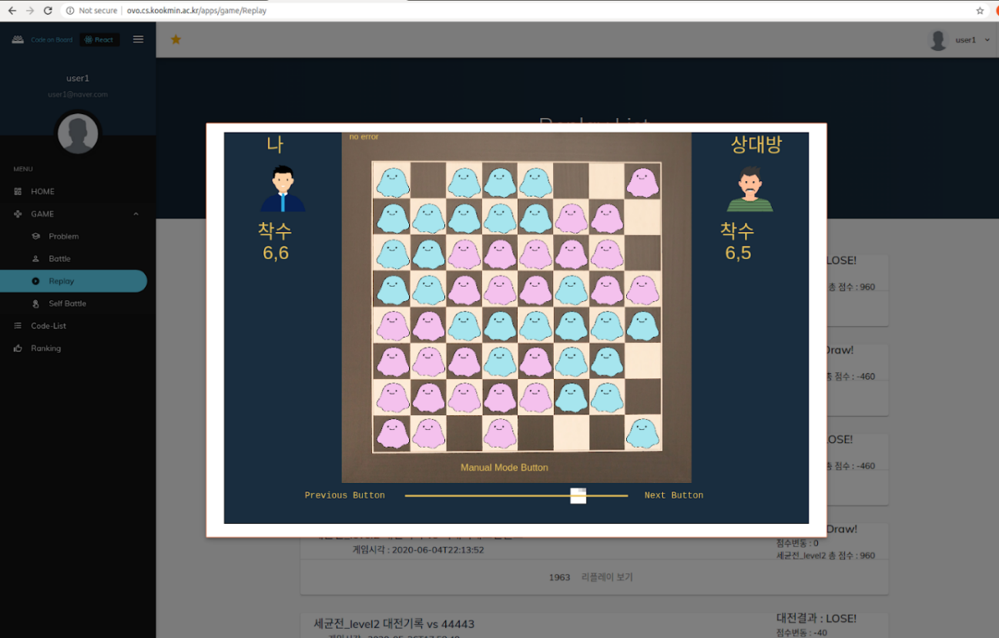 Not secure | ovo.cs.kookmin.ac.kr/apps/game/Replay
Code on Board
React
user1
user1
user1@naver.com
MENU
HOME
GAME
Problem
Battle
Replay
Self Battle
Code-List
Ranking
나
no error
상대방
착수
6,6
착수
6,5
Manual Mode Button
Previous Button
Next Button
LOSE!
총 점수 : 960
Draw!
총 점수 : -460
LOSE!
총 점수 : -460
Draw!
점수변동 : 0
게임시각 : 2020-06-04T22:13:52
세균전_level2 총 점수 : 960
1963 리플레이 보기
세균전_level2 대전기록 vs 44443
대전결과 : LOSE!
점수변동 : -40